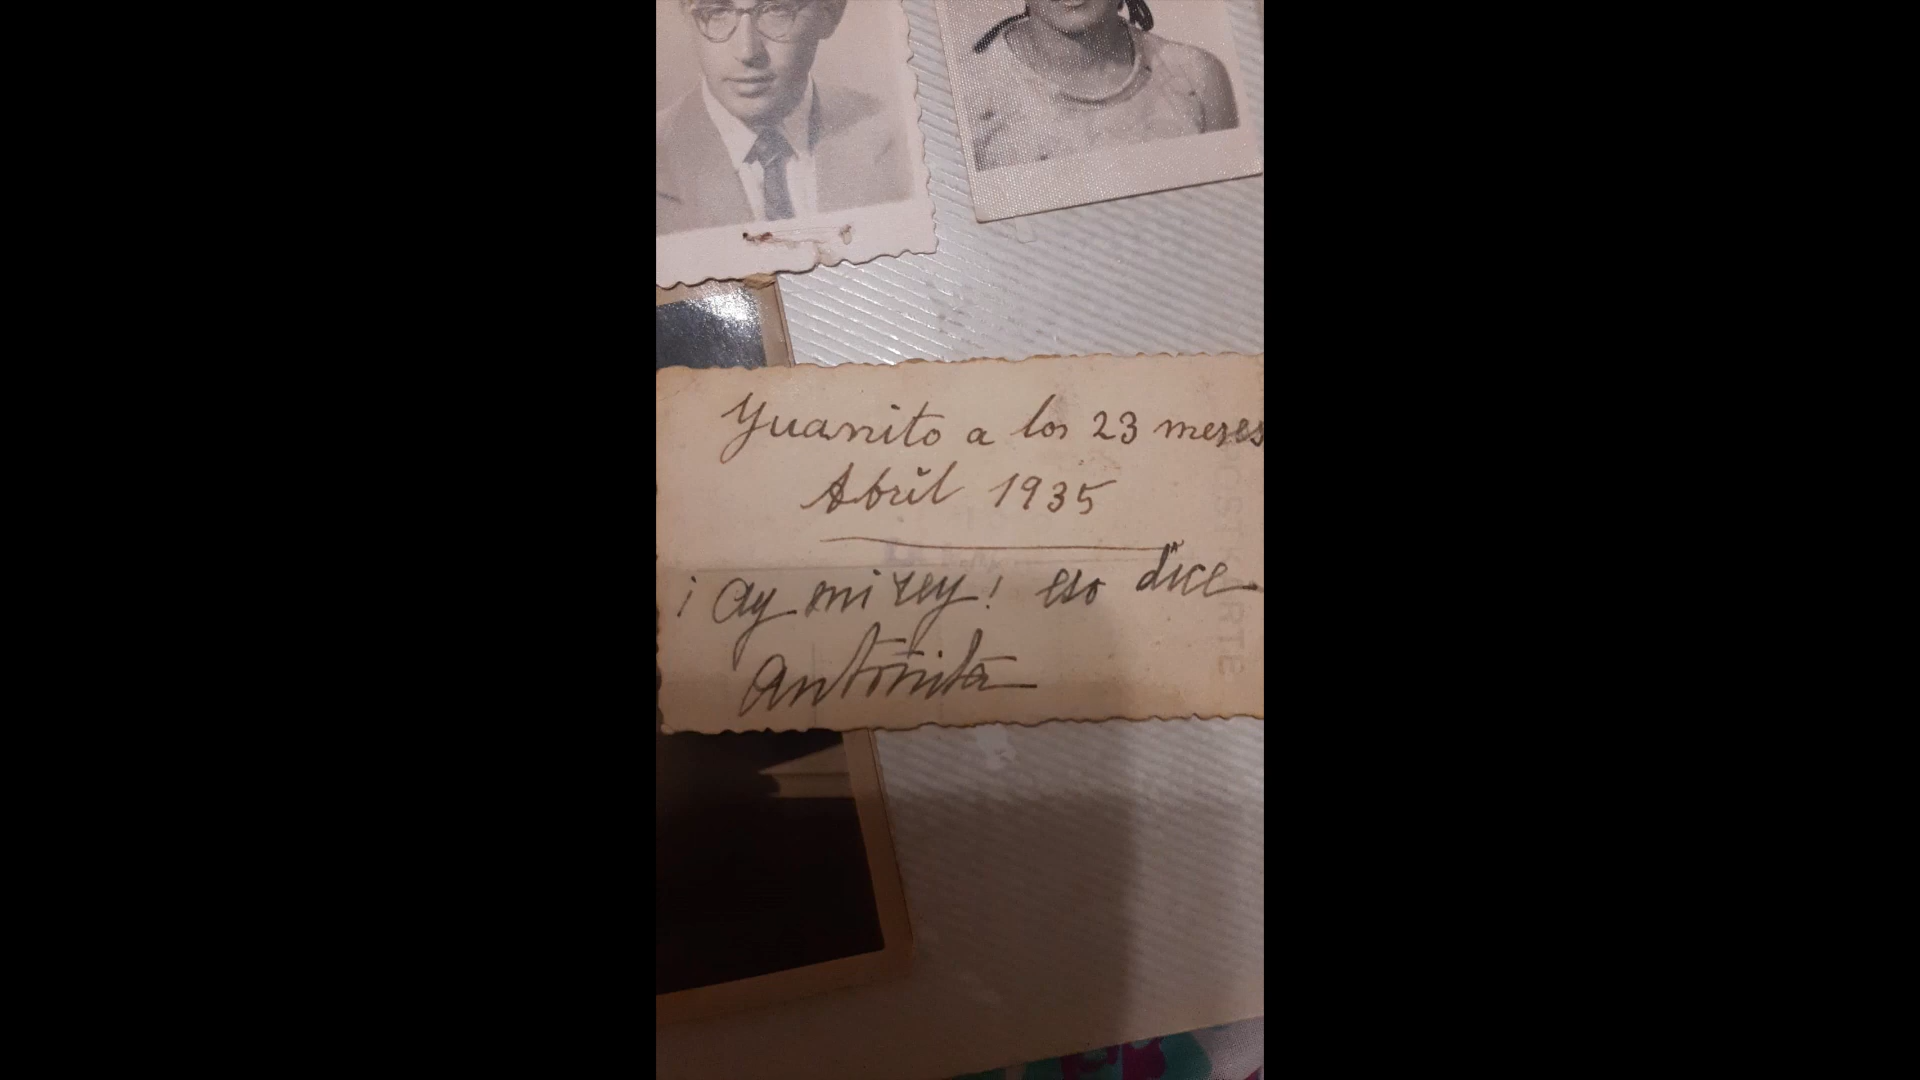 Yuanito a los 23 meses
Abril 1935
¡ Ay mi rey! eso dice
Antoñita